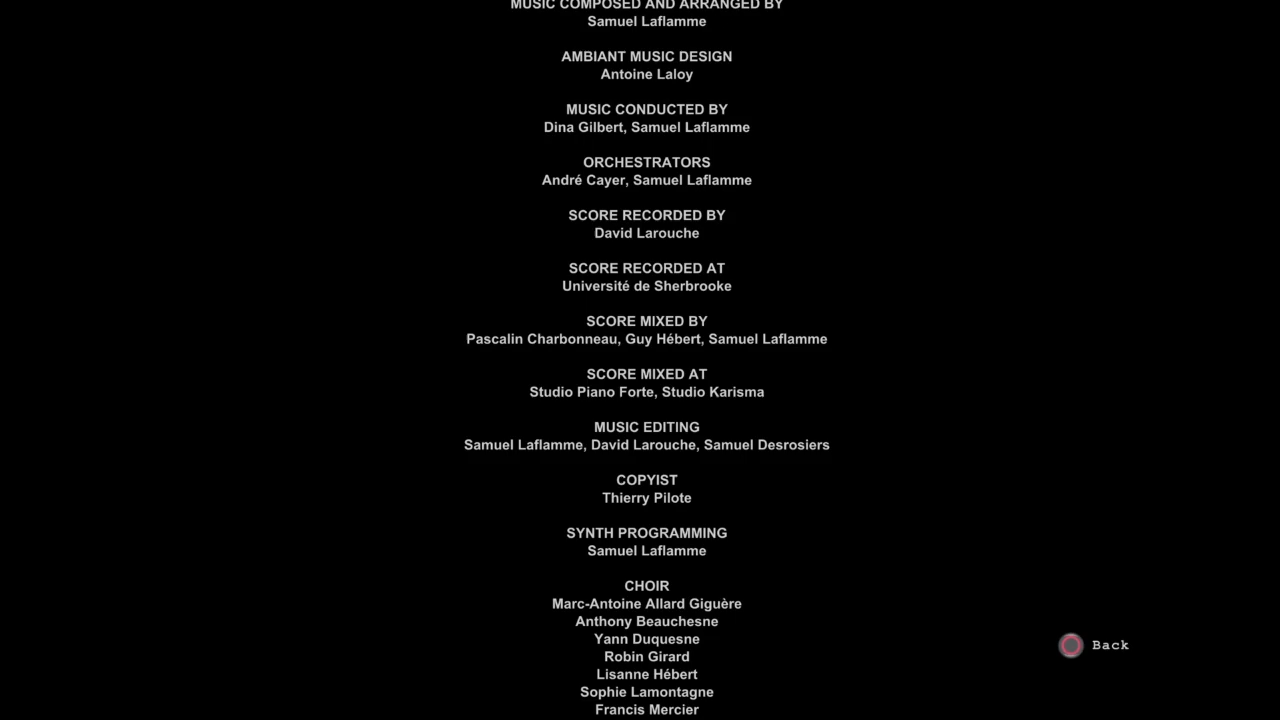 MUSIC COMPOSED AND ARRANGED BY
Samuel Laflamme
AMBIANT MUSIC DESIGN
Antoine Laloy
MUSIC CONDUCTED BY
Dina Gilbert, Samuel Laflamme
ORCHESTRATORS
André Cayer, Samuel Laflamme
SCORE RECORDED BY
David Larouche
SCORE RECORDED AT
Université de Sherbrooke
SCORE MIXED BY
Pascalin Charbonneau, Guy Hébert, Samuel Laflamme
SCORE MIXED AT
Studio Piano Forte, Studio Karisma
MUSIC EDITING
Samuel Laflamme, David Larouche, Samuel Desrosiers
COPYIST
Thierry Pilote
SYNTH PROGRAMMING
Samuel Laflamme
CHOIR
Marc-Antoine Allard Giguère
Anthony Beauchesne
Yann Duquesne
Robin Girard
Lisanne Hébert
Sophie Lamontagne
Francis Mercier
Back